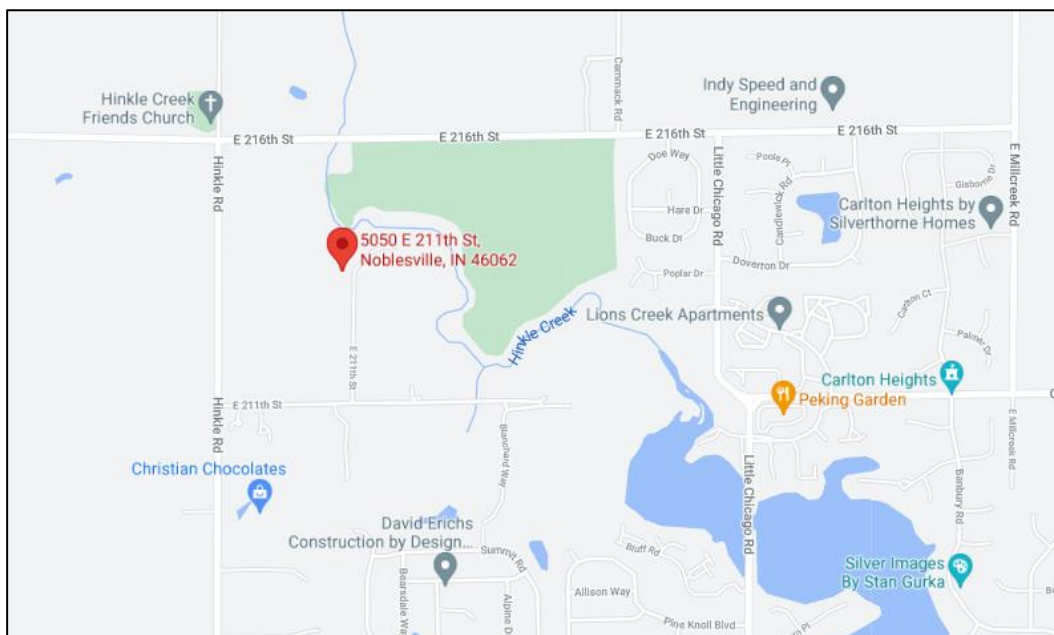 Hinkle Creek
Friends Church
Cammack Rd
Indy Speed and
Engineering
E 216th St
E 216th St
E 216th St
E 216th St
Hinkle Rd
Doe Way
Little Chicago Rd
Poole Pt
Gisborne Dr
E Millcreek Rd
Candlewick Rd
Hare Dr
Carlton Heights by
Silverthorne Homes
Buck Dr
5050 E 211th St,
Noblesville, IN 46062
Doverton Dr
Poplar Dr
Carlton Ct
Hinkle Creek
Lions Creek Apartments
Palmer Dr
E 211th St
Carlton Heights
Peking Garden
E 211th St
Hinkle Rd
Blanchard Way
E Millcreek Rd
Christian Chocolates
Little Chicago Rd
Banbury Rd
David Erichs
Construction by Design...
Summit Rd
Bluff Rd
Silver Images
By Stan Gurka
Bearsdale Wa
Alpine D
Allison Way
Pine Knoll Blvd